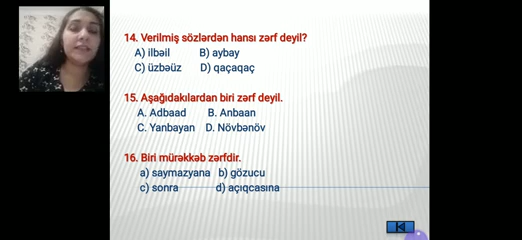 14. Verilmiş sözlərdən hansı zərf deyil?
A) ilbəil B) aybay
C) üzbəüz D) qaçaqaç
15. Aşağıdakılardan biri zərf deyil.
A. Adbaad B. Anbaan
C. Yanbayan D. Növbənöv
16. Biri mürəkkəb zərfdir.
a) saymazyana b) gözucu
c) sonra d) açıqcasına